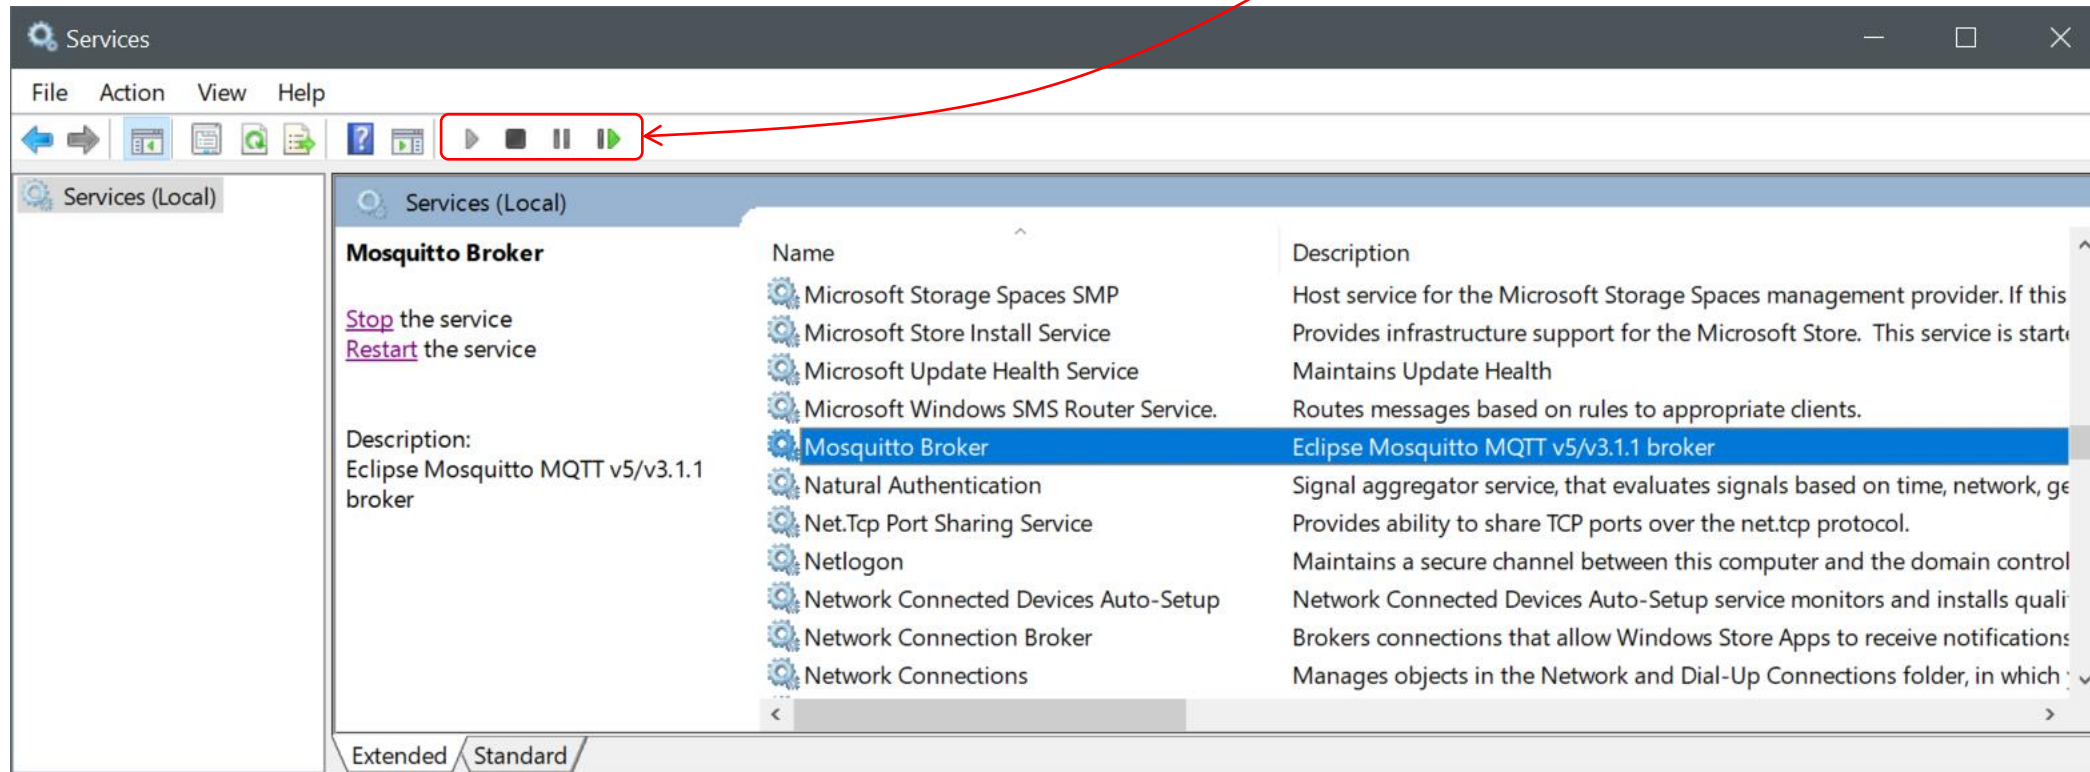 Services
File Action View Help
Services (Local)
Services (Local)
Mosquitto Broker
Stop the service
Restart the service
Description:
Eclipse Mosquitto MQTT v5/v3.1.1
broker
Name Description
Microsoft Storage Spaces SMP Host service for the Microsoft Storage Spaces management provider. If this
Microsoft Store Install Service Provides infrastructure support for the Microsoft Store. This service is starte
Microsoft Update Health Service Maintains Update Health
Microsoft Windows SMS Router Service. Routes messages based on rules to appropriate clients.
Mosquitto Broker Eclipse Mosquitto MQTT v5/v3.1.1 broker
Natural Authentication Signal aggregator service, that evaluates signals based on time, network, ge
Net.Tcp Port Sharing Service Provides ability to share TCP ports over the net.tcp protocol.
Netlogon Maintains a secure channel between this computer and the domain control
Network Connected Devices Auto-Setup Network Connected Devices Auto-Setup service monitors and installs quali
Network Connection Broker Brokers connections that allow Windows Store Apps to receive notifications
Network Connections Manages objects in the Network and Dial-Up Connections folder, in which
Extended Standard